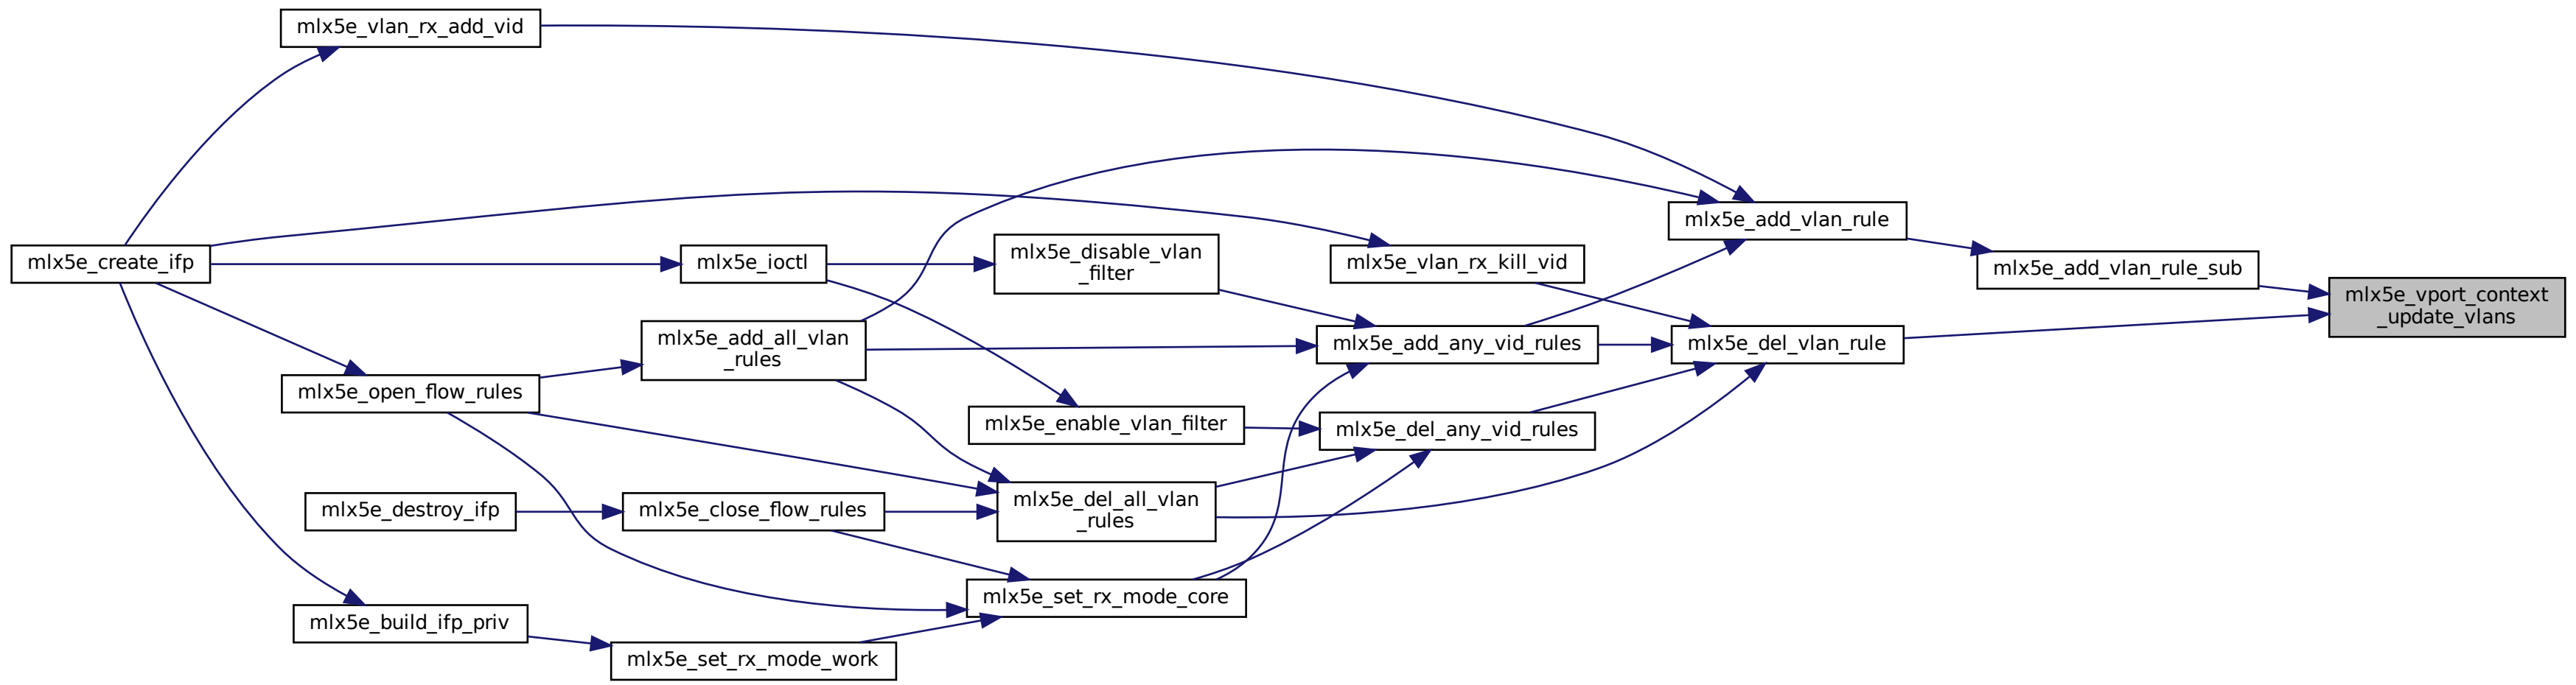 mlx5e_vlan_rx_add_vid
mlx5e_add_vlan_rule
mlx5e_create_ifp
mlx5e_ioctl
mlx5e_disable_vlan
_filter
mlx5e_vlan_rx_kill_vid
mlx5e_add_vlan_rule_sub
mlx5e_vport_context
_update_vlans
mlx5e_add_all_vlan
_rules
mlx5e_add_any_vid_rules
mlx5e_del_vlan_rule
mlx5e_open_flow_rules
mlx5e_enable_vlan_filter
mlx5e_del_any_vid_rules
mlx5e_destroy_ifp
mlx5e_close_flow_rules
mlx5e_del_all_vlan
_rules
mlx5e_set_rx_mode_core
mlx5e_build_ifp_priv
mlx5e_set_rx_mode_work